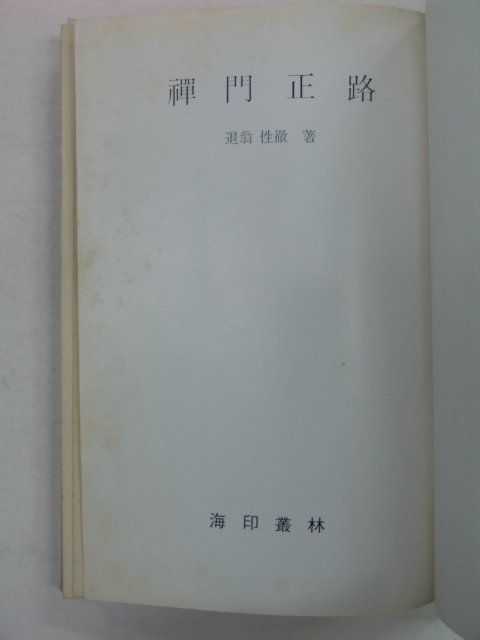 禪門正路
退翁 性徹 著
海印叢林